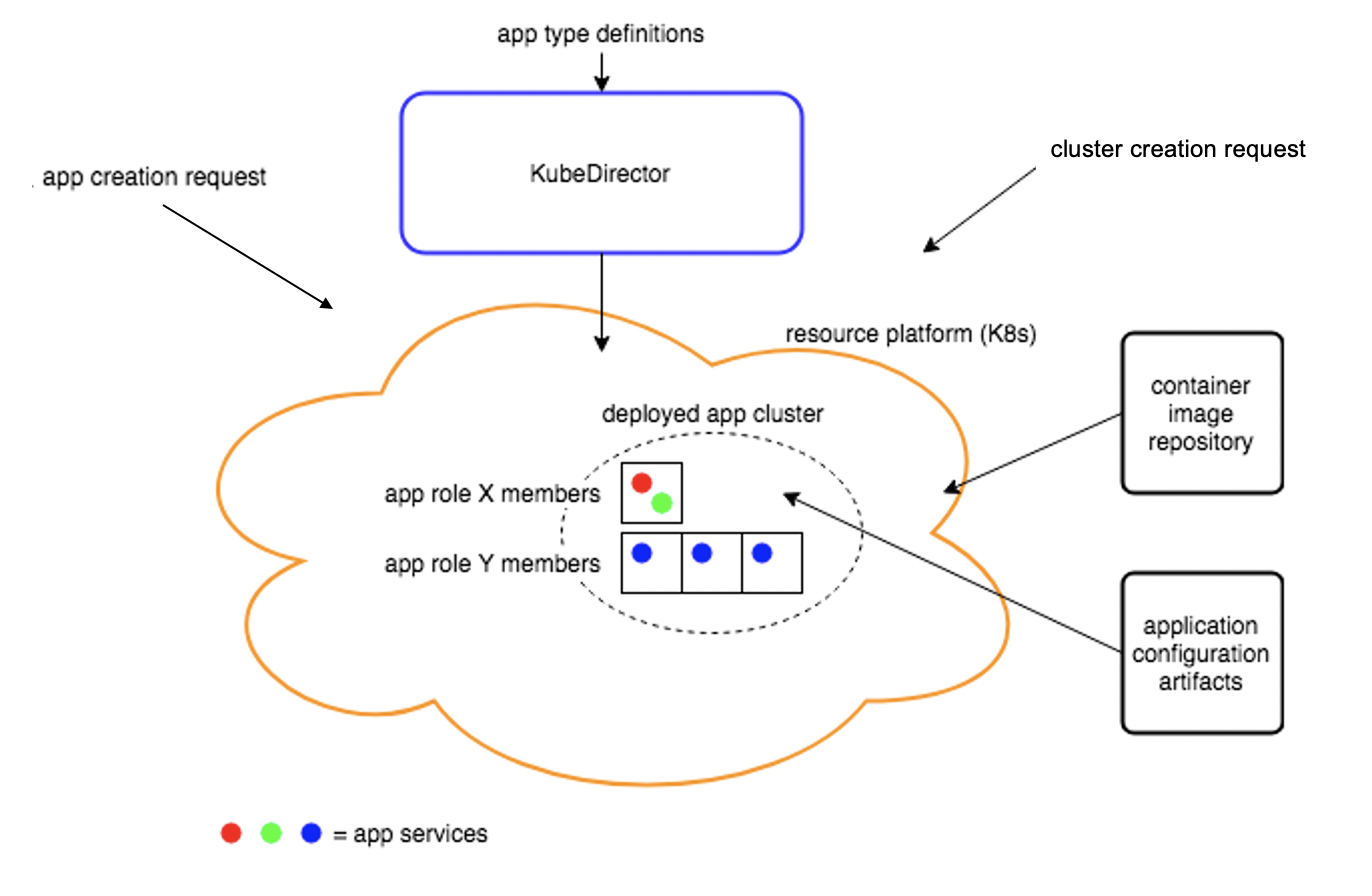 app type definitions
KubeDirector
cluster creation request
app creation request
resource platform (K8s)
container
image
repository
deployed app cluster
app role X members
app role Y members
application
configuration
artifacts
= app services